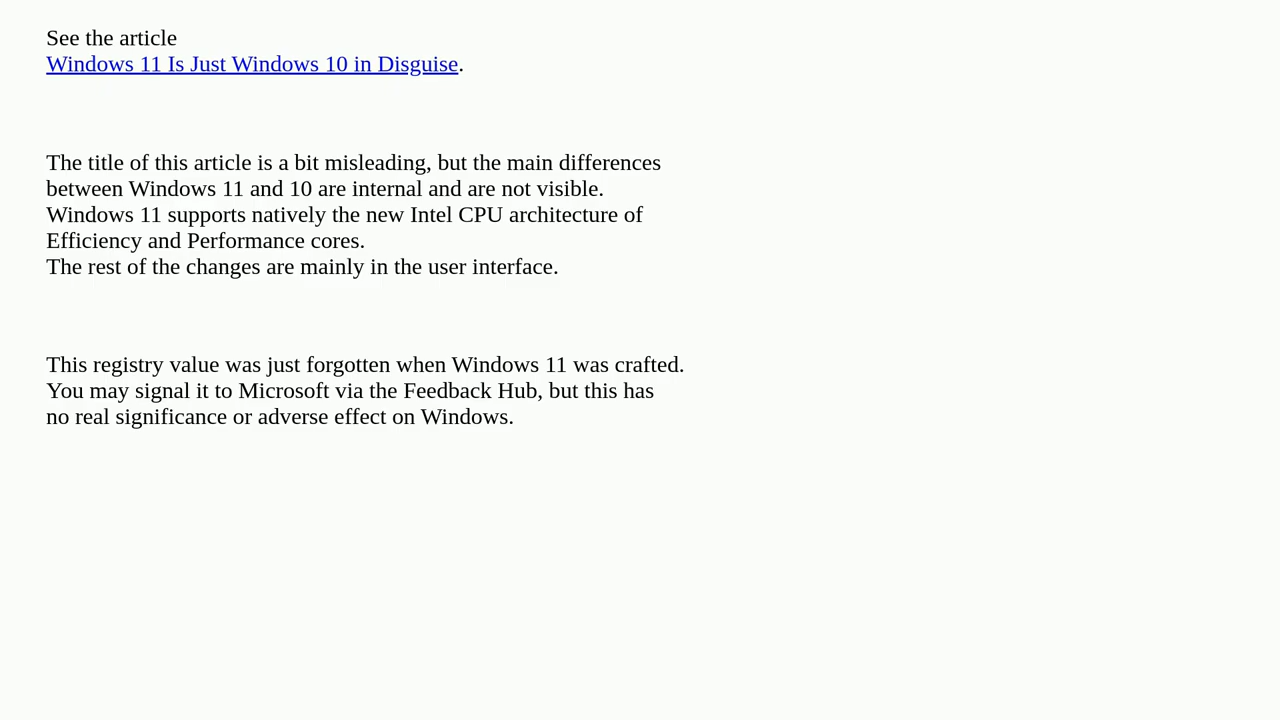 See the article
Windows 11 Is Just Windows 10 in Disguise.
The title of this article is a bit misleading, but the main differences
between Windows 11 and 10 are internal and are not visible.
Windows 11 supports natively the new Intel CPU architecture of
Efficiency and Performance cores.
The rest of the changes are mainly in the user interface.
This registry value was just forgotten when Windows 11 was crafted.
You may signal it to Microsoft via the Feedback Hub, but this has
no real significance or adverse effect on Windows.